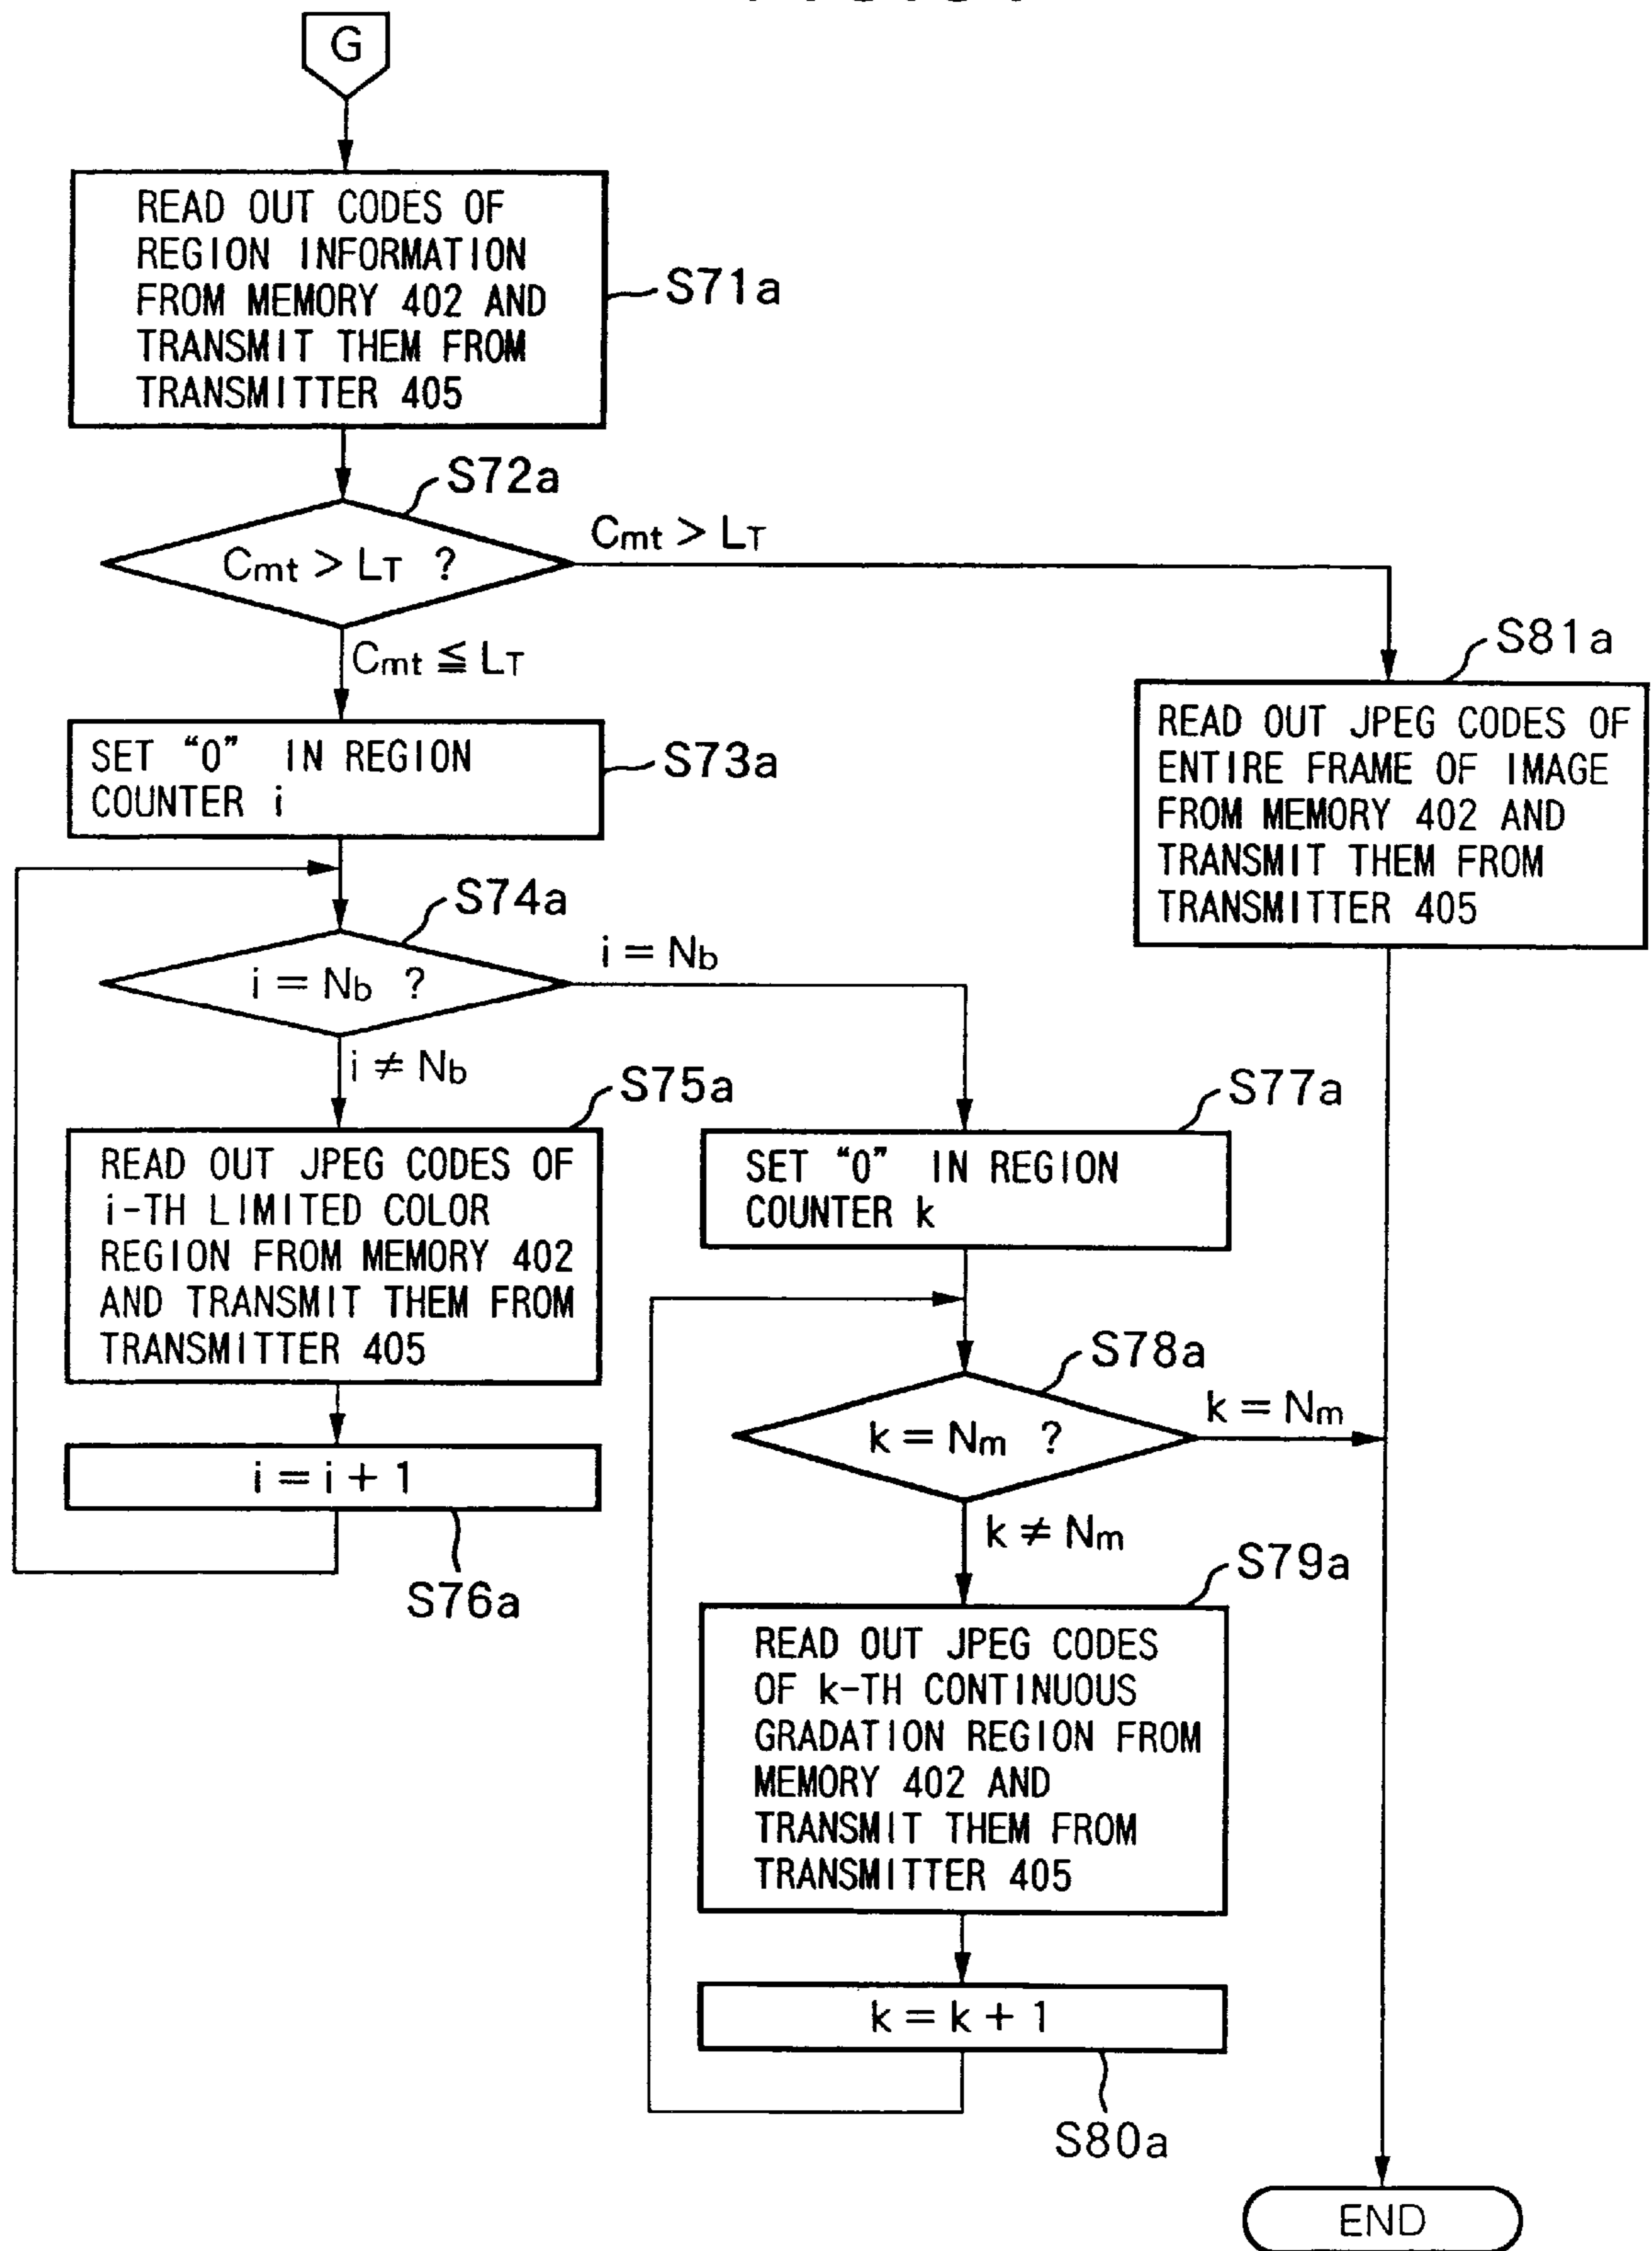 G
READ OUT CODES OF
REGION INFORMATION
FROM MEMORY 402 AND
TRANSMIT THEM FROM
TRANSMITTER 405
S71a
S72a
Cmt > LT ?
Cmt > LT
Cmt ≦ LT
S81a
READ OUT JPEG CODES OF
ENTIRE FRAME OF IMAGE
FROM MEMORY 402 AND
TRANSMIT THEM FROM
TRANSMITTER 405
SET “0” IN REGION
COUNTER i
S73a
S74a
i = Nb ?
i = Nb
i ≠ Nb
S75a
READ OUT JPEG CODES OF
i-TH LIMITED COLOR
REGION FROM MEMORY 402
AND TRANSMIT THEM FROM
TRANSMITTER 405
i = i + 1
S76a
S77a
SET “0” IN REGION
COUNTER k
S78a
k = Nm ?
k = Nm
k ≠ Nm
S79a
READ OUT JPEG CODES
OF k-TH CONTINUOUS
GRADATION REGION FROM
MEMORY 402 AND
TRANSMIT THEM FROM
TRANSMITTER 405
k = k + 1
S80a
END